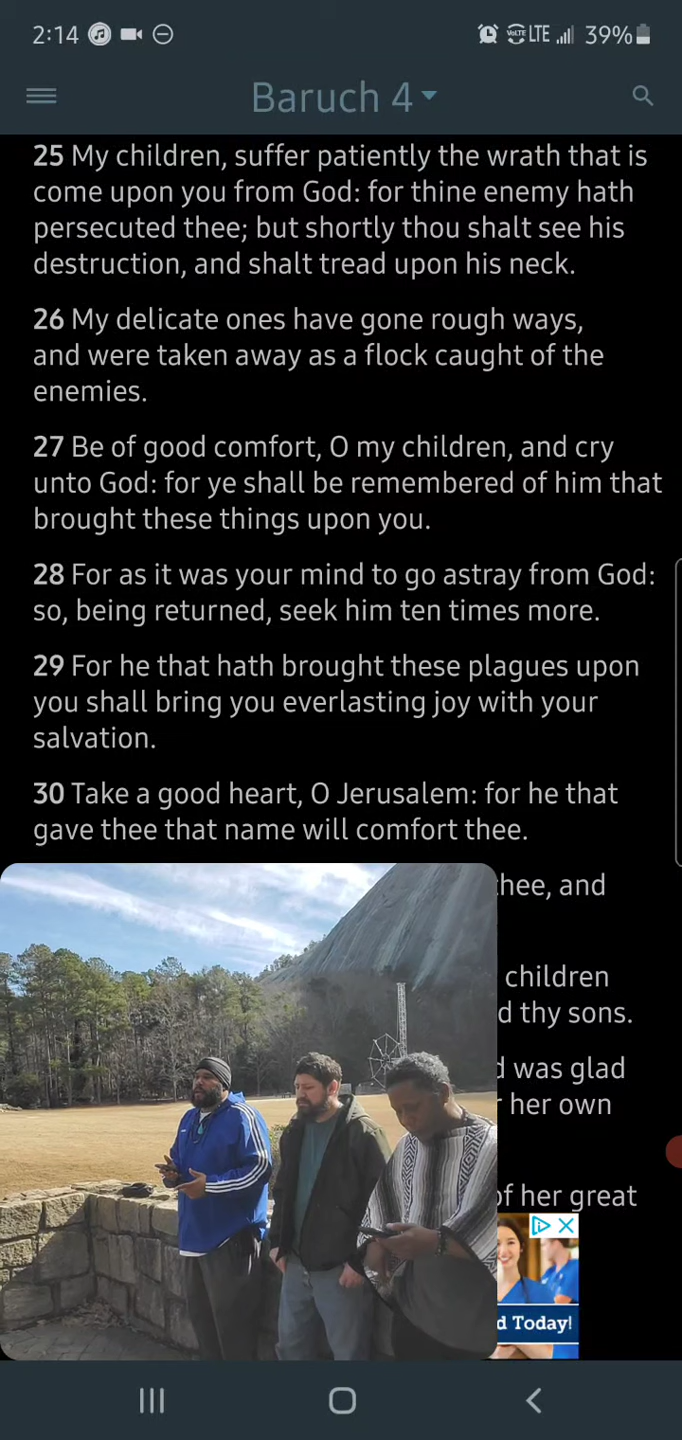 2:14 VoLTE LTE 39%
Baruch 4
25 My children, suffer patiently the wrath that is
come upon you from God: for thine enemy hath
persecuted thee; but shortly thou shalt see his
destruction, and shalt tread upon his neck.
26 My delicate ones have gone rough ways,
and were taken away as a flock caught of the
enemies.
27 Be of good comfort, O my children, and cry
unto God: for ye shall be remembered of him that
brought these things upon you.
28 For as it was your mind to go astray from God:
so, being returned, seek him ten times more.
29 For he that hath brought these plagues upon
you shall bring you everlasting joy with your
salvation.
30 Take a good heart, O Jerusalem: for he that
gave thee that name will comfort thee.
thee, and
children
d thy sons.
d was glad
her own
of her great
d Today!